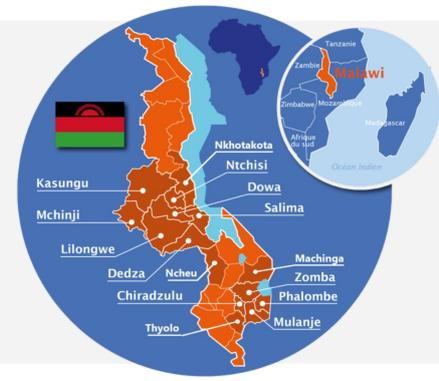 Tanzanie
Zambie
Malawi
Zimbabwe
Mozambique
Madagascar
Afrique
du sud
Océan Indien
Nkhotakota
Ntchisi
Kasungu
Dowa
Mchinji
Salima
Lilongwe
Dedza
Ncheu
Machinga
Zomba
Chiradzulu
Phalombe
Thyolo
Mulanje